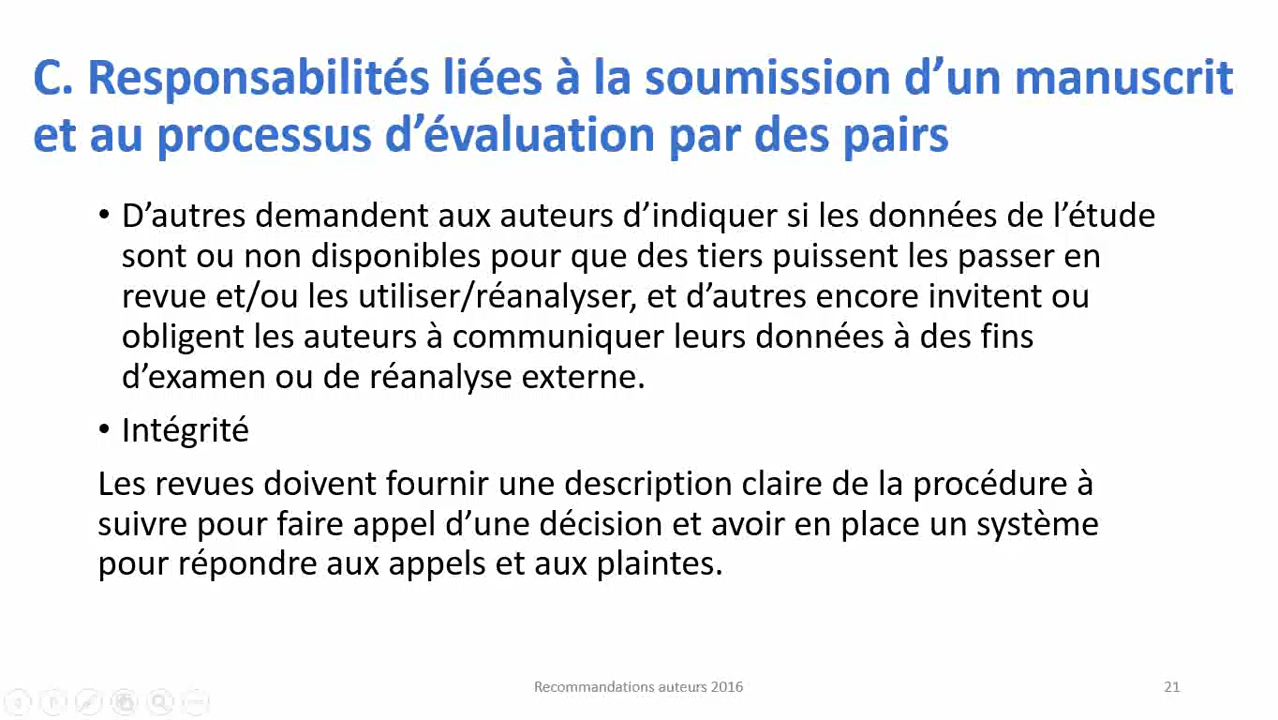 C. Responsabilités liées à la soumission d’un manuscrit
et au processus d’évaluation par des pairs
• D’autres demandent aux auteurs d’indiquer si les données de l’étude
sont ou non disponibles pour que des tiers puissent les passer en
revue et/ou les utiliser/réanalyser, et d’autres encore invitent ou
obligent les auteurs à communiquer leurs données à des fins
d’examen ou de réanalyse externe.
• Intégrité
Les revues doivent fournir une description claire de la procédure à
suivre pour faire appel d’une décision et avoir en place un système
pour répondre aux appels et aux plaintes.
Recommandations auteurs 2016
21